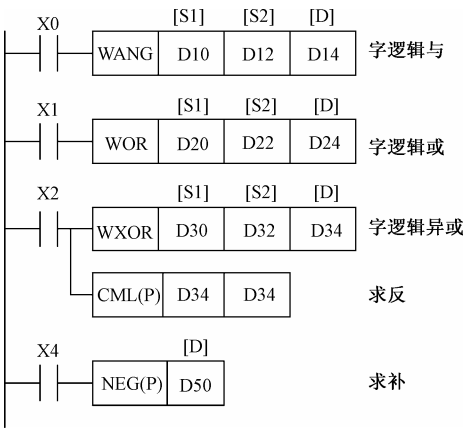 [S1] [S2] [D]
X0
WANG D10 D12 D14 字逻辑与
[S1] [S2] [D]
X1
WOR D20 D22 D24 字逻辑或
X2
[S1] [S2] [D]
WXOR D30 D32 D34 字逻辑异或
CML(P) D34 D34 求反
X4
[D]
NEG(P) D50 求补